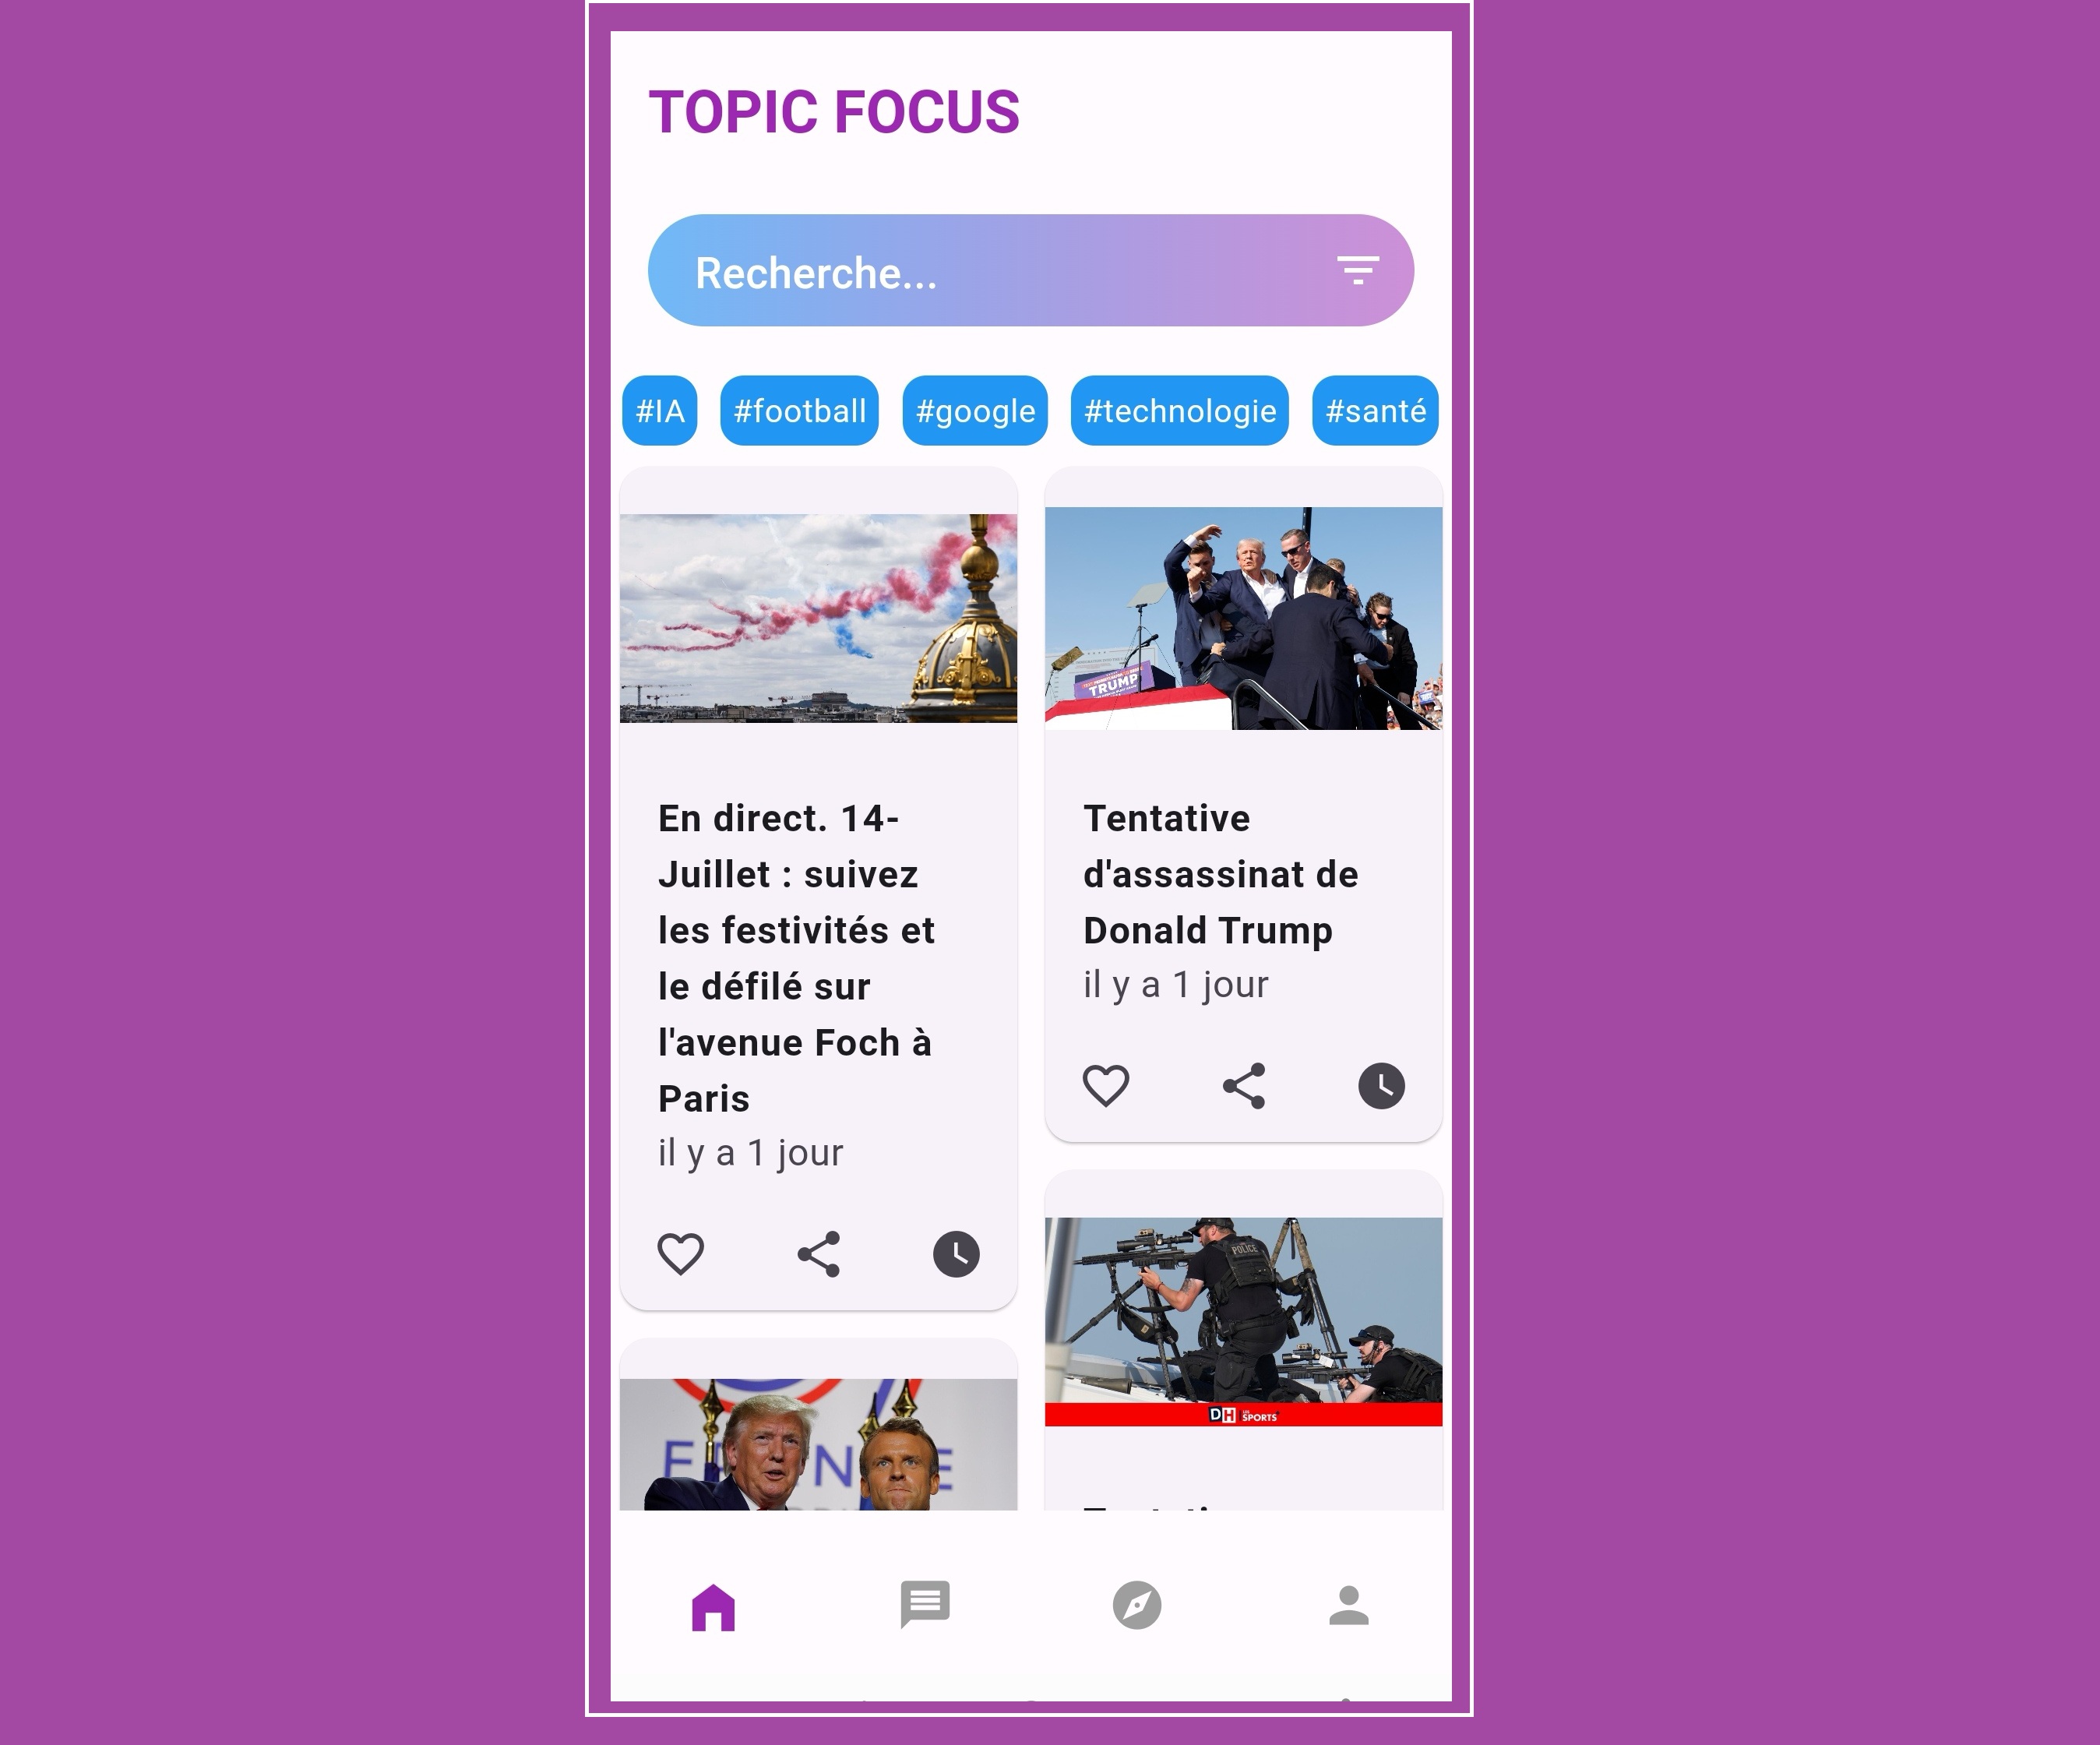 TOPIC FOCUS
Recherche...
#IA
#football
#google
#technologie
#santé
En direct. 14-
Juillet : suivez
les festivités et
le défilé sur
l'avenue Foch à
Paris
il y a 1 jour
TRUMP
Tentative
d'assassinat de
Donald Trump
il y a 1 jour
POLICE
DH
SPORTS